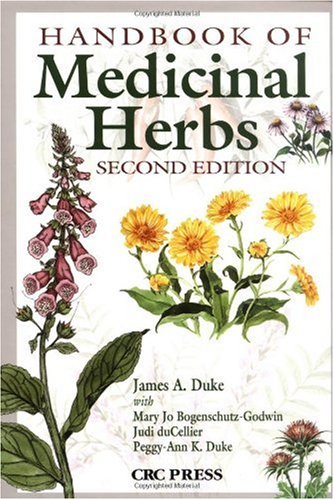 HANDBOOK OF
Medicinal
Herbs
SECOND EDITION
James A. Duke
with
Mary Jo Bogenschutz-Godwin
Judi duCellier
Peggy-Ann K. Duke
CRC PRESS